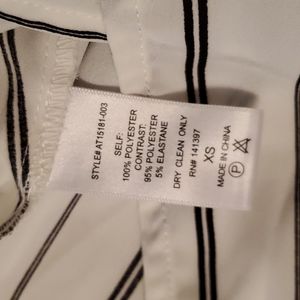 STYLE# AT15181-003
SELF:
100% POLYESTER
CONTRAST:
95% POLYESTER
5% ELASTANE
DRY CLEAN ONLY
RN# 141397
XS
MADE IN CHINA
P